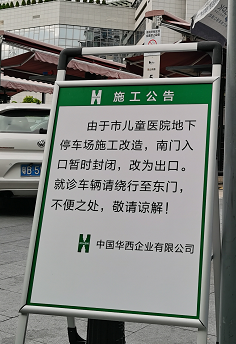 施工公告
由于市儿童医院地下
停车场施工改造，南门入
口暂时封闭，改为出口。
就诊车辆请绕行至东门，
不便之处，敬请谅解！
中国华西企业有限公司